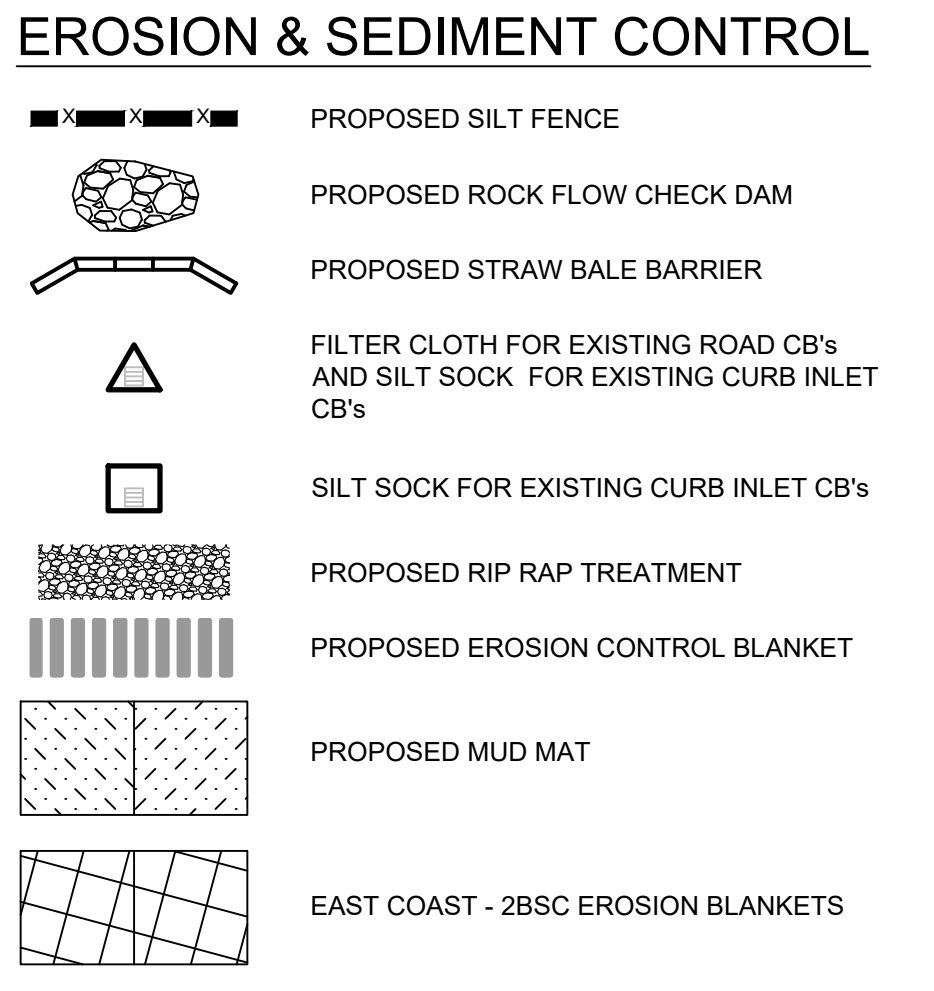 EROSION & SEDIMENT CONTROL
X X X PROPOSED SILT FENCE
PROPOSED ROCK FLOW CHECK DAM
PROPOSED STRAW BALE BARRIER
FILTER CLOTH FOR EXISTING ROAD CB's
AND SILT SOCK FOR EXISTING CURB INLET
CB's
SILT SOCK FOR EXISTING CURB INLET CB's
PROPOSED RIP RAP TREATMENT
PROPOSED EROSION CONTROL BLANKET
PROPOSED MUD MAT
EAST COAST - 2BSC EROSION BLANKETS